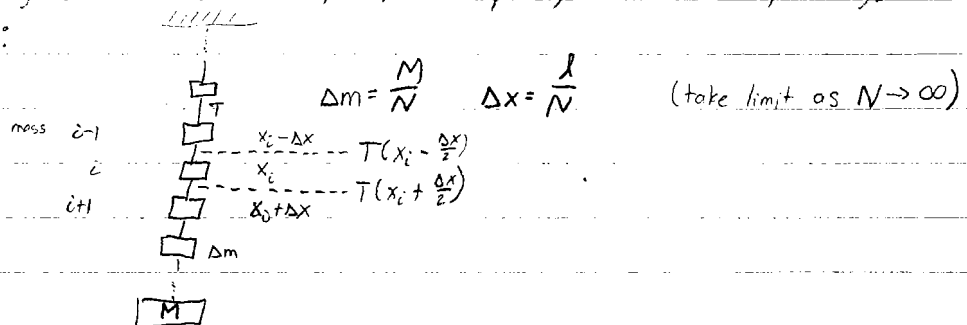 Δm = M/N Δx = l/N (take limit as N → ∞)
T
mass i-1
x_i - Δx T(x_i - Δx/2)
i x_i
T(x_i + Δx/2)
i+1 x_i + Δx
Δm
M